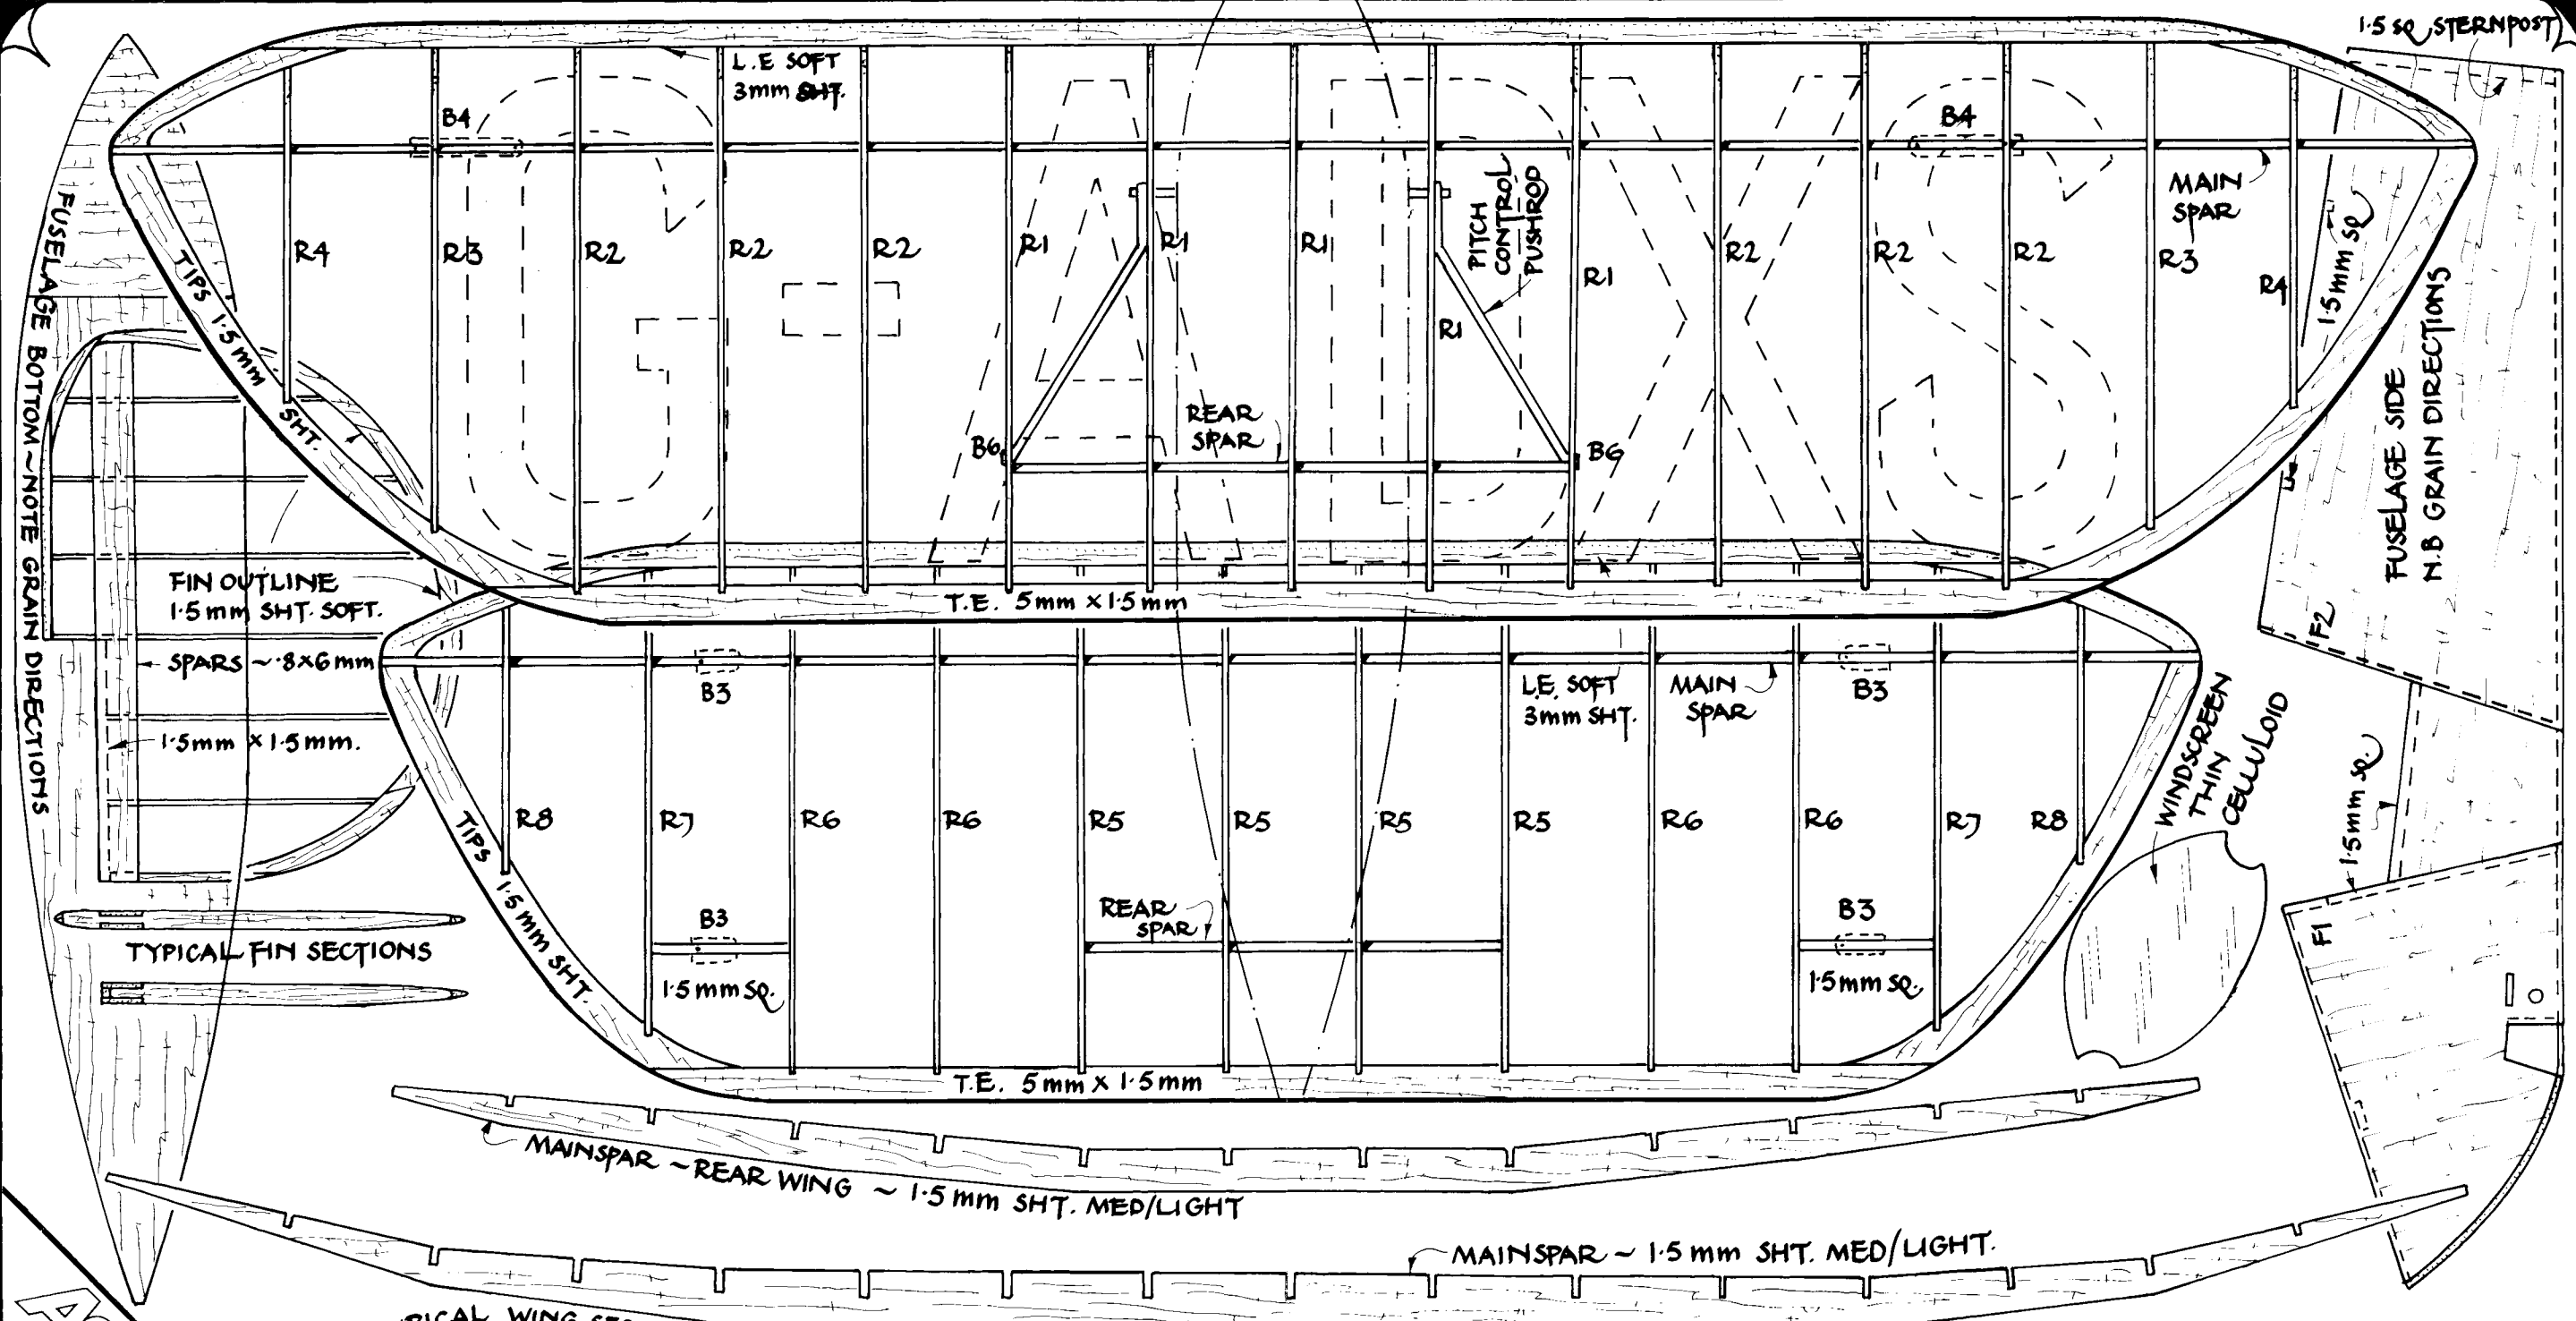 1·5 SQ STERNPOST
L.E SOFT
3mm SHT.
B4
B4
MAIN
SPAR
PITCH
CONTROL
PUSHROD
R4
R3
R2
R2
R2
R1
R1
R1
R1
R1
R2
R2
R2
R3
R4
1·5mm SQ
TIPS 1·5mm SHT.
FUSELAGE BOTTOM ~ NOTE GRAIN DIRECTIONS
FUSELAGE SIDE
N.B GRAIN DIRECTIONS
REAR
SPAR
B6
B6
G-ADXS
FIN OUTLINE
1·5mm SHT. SOFT.
T.E. 5mm X 1·5mm
F2
SPARS ~ ·8X6mm
1·5mm X 1·5mm.
B3
L.E. SOFT
3mm SHT.
MAIN
SPAR
B3
WINDSCREEN
THIN
CELLULOID
1·5mm SQ.
R8
R7
R6
R6
R5
R5
R5
R5
R6
R6
R7
R8
TIPS 1·5mm SHT.
B3
REAR
SPAR
B3
F1
TYPICAL FIN SECTIONS
1·5mm SQ.
1·5mm SQ.
T.E. 5mm X 1·5mm
MAINSPAR ~ REAR WING ~ 1·5mm SHT. MED/LIGHT
MAINSPAR ~ 1·5mm SHT. MED/LIGHT.
WING